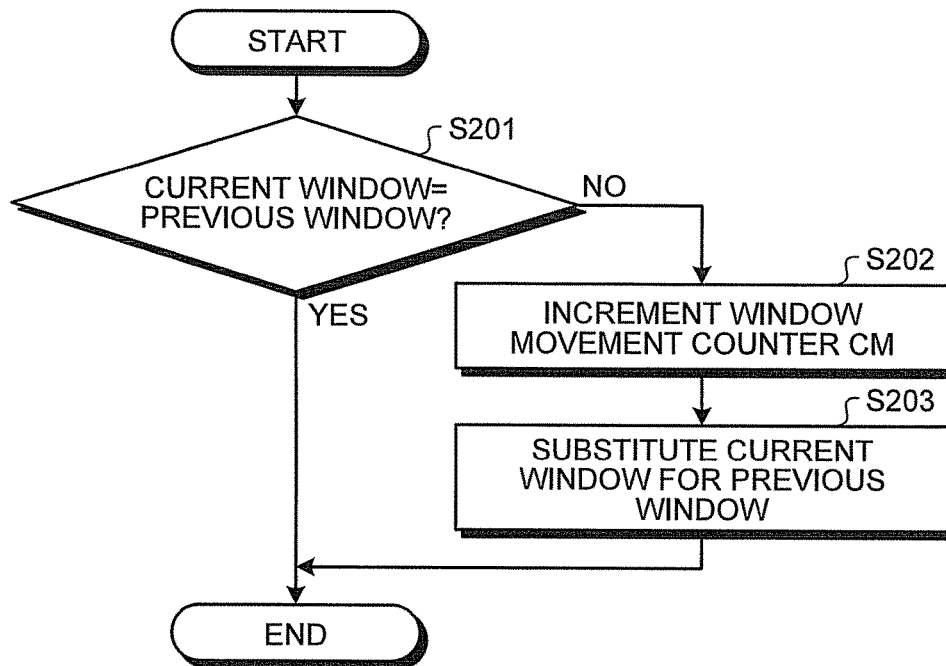 START
S201
CURRENT WINDOW=
PREVIOUS WINDOW?
NO
YES
S202
INCREMENT WINDOW
MOVEMENT COUNTER CM
S203
SUBSTITUTE CURRENT
WINDOW FOR PREVIOUS
WINDOW
END